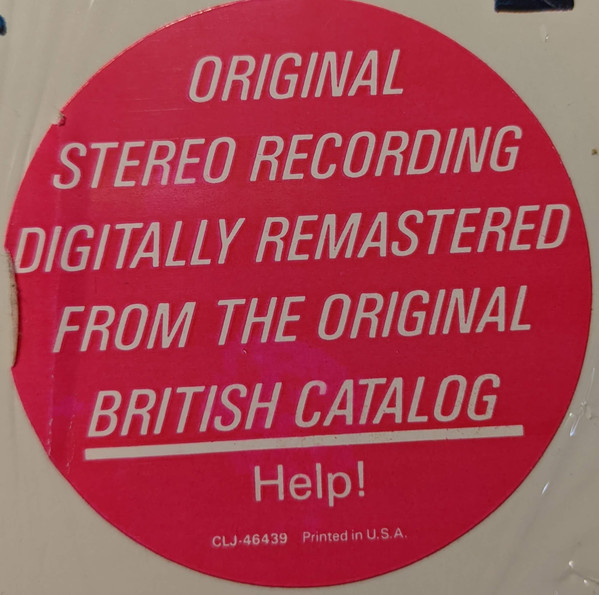 ORIGINAL
STEREO RECORDING
DIGITALLY REMASTERED
FROM THE ORIGINAL
BRITISH CATALOG
Help!
CLJ-46439 Printed in U.S.A.